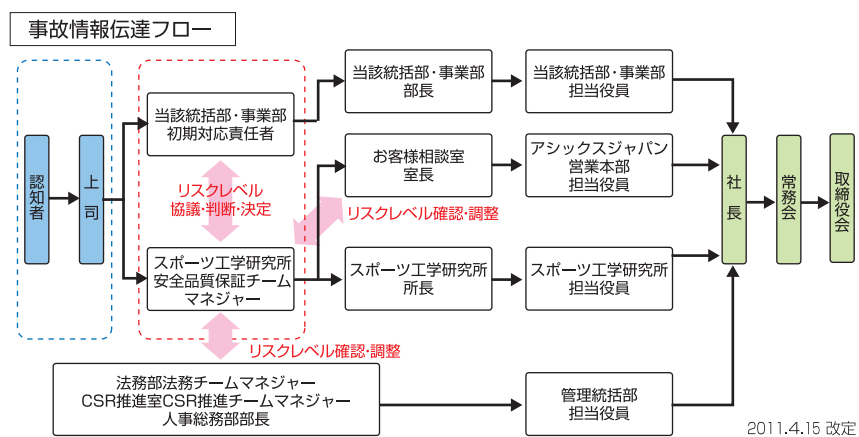 事故情報伝達フロー
認知者
上司
当該統括部・事業部
初期対応責任者
リスクレベル
協議・判断・決定
スポーツ工学研究所
安全品質保証チーム
マネジャー
当該統括部・事業部
部長
当該統括部・事業部
担当役員
お客様相談室
室長
アシックスジャパン
営業本部
担当役員
リスクレベル確認・調整
スポーツ工学研究所
所長
スポーツ工学研究所
担当役員
社長
常務会
取締役会
リスクレベル確認・調整
法務部法務チームマネジャー
CSR推進室CSR推進チームマネジャー
人事総務部部長
管理統括部
担当役員
2011.4.15 改定